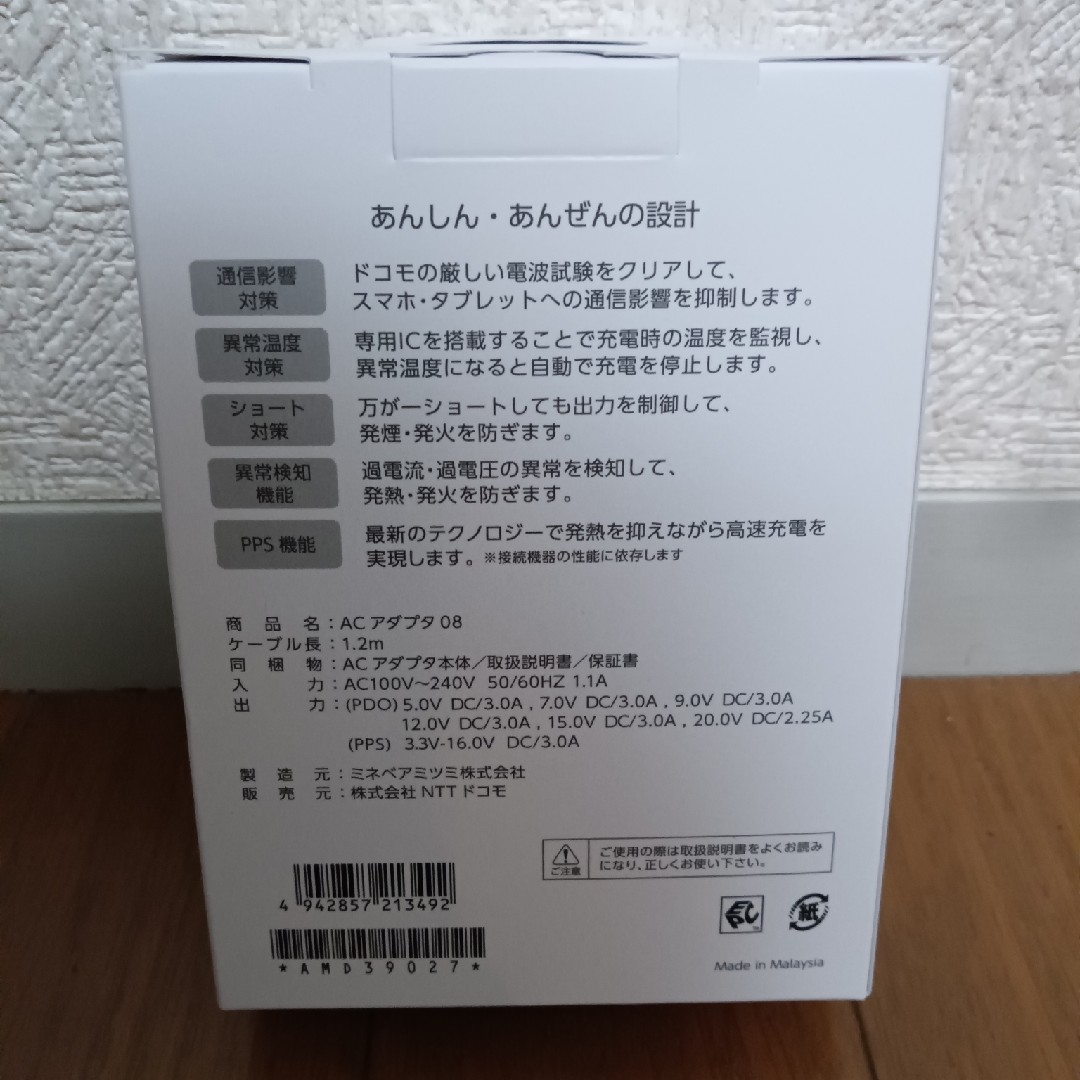 あんしん・あんぜんの設計
通信影響
対策
ドコモの厳しい電波試験をクリアして、
スマホ・タブレットへの通信影響を抑制します。
異常温度
対策
専用ICを搭載することで充電時の温度を監視し、
異常温度になると自動で充電を停止します。
ショート
対策
万が一ショートしても出力を制御して、
発煙・発火を防ぎます。
異常検知
機能
過電流・過電圧の異常を検知して、
発熱・発火を防ぎます。
PPS 機能
最新のテクノロジーで発熱を抑えながら高速充電を
実現します。※接続機器の性能に依存します
商品名：AC アダプタ 08
ケーブル長：1.2m
同梱物：AC アダプタ本体／取扱説明書／保証書
入力：AC100V～240V 50/60HZ 1.1A
出力：(PDO) 5.0V DC/3.0A , 7.0V DC/3.0A , 9.0V DC/3.0A
12.0V DC/3.0A , 15.0V DC/3.0A , 20.0V DC/2.25A
(PPS) 3.3V-16.0V DC/3.0A
製造元：ミネベアミツミ株式会社
販売元：株式会社 NTT ドコモ
ご注意
ご使用の際は取扱説明書をよくお読み
になり、正しくお使い下さい。
4 942857 213492
*AMD39027*
紙
Made in Malaysia